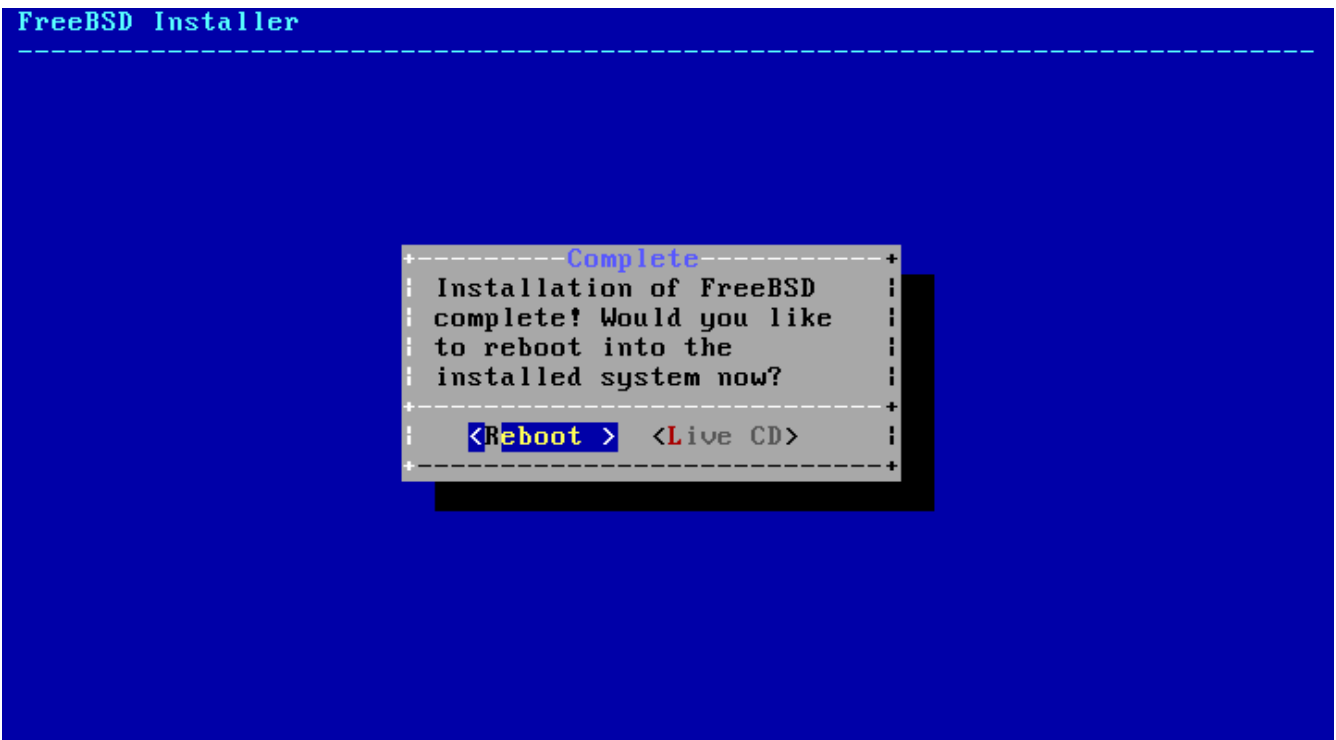 FreeBSD Installer
Complete
Installation of FreeBSD
complete! Would you like
to reboot into the
installed system now?
<Reboot > <Live CD>